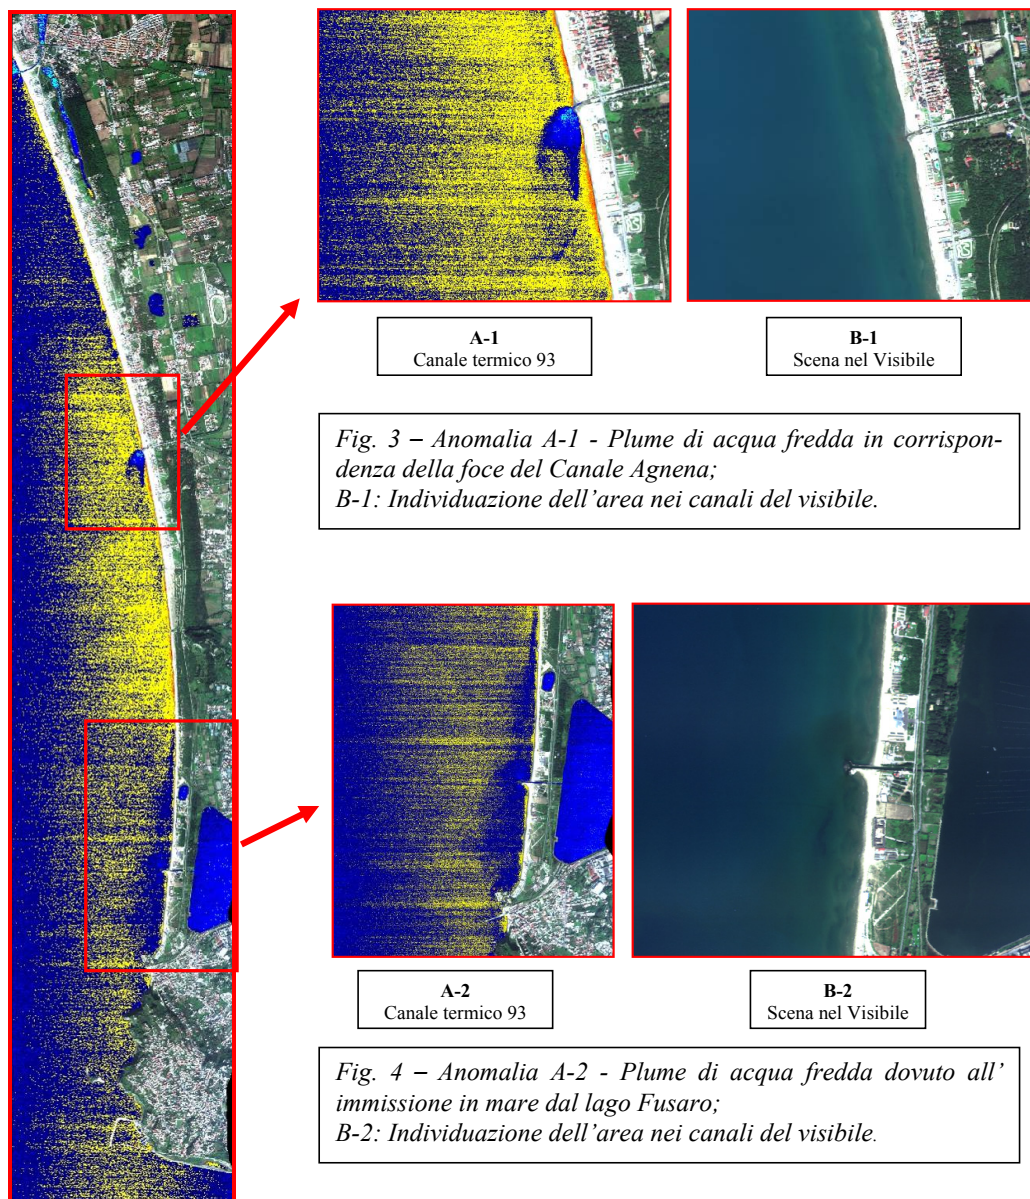 A-1
Canale termico 93
B-1
Scena nel Visibile
Fig. 3 – Anomalia A-1 - Plume di acqua fredda in corrispon-
denza della foce del Canale Agnena;
B-1: Individuazione dell'area nei canali del visibile.
A-2
Canale termico 93
B-2
Scena nel Visibile
Fig. 4 – Anomalia A-2 - Plume di acqua fredda dovuto all'
immissione in mare dal lago Fusaro;
B-2: Individuazione dell'area nei canali del visibile.